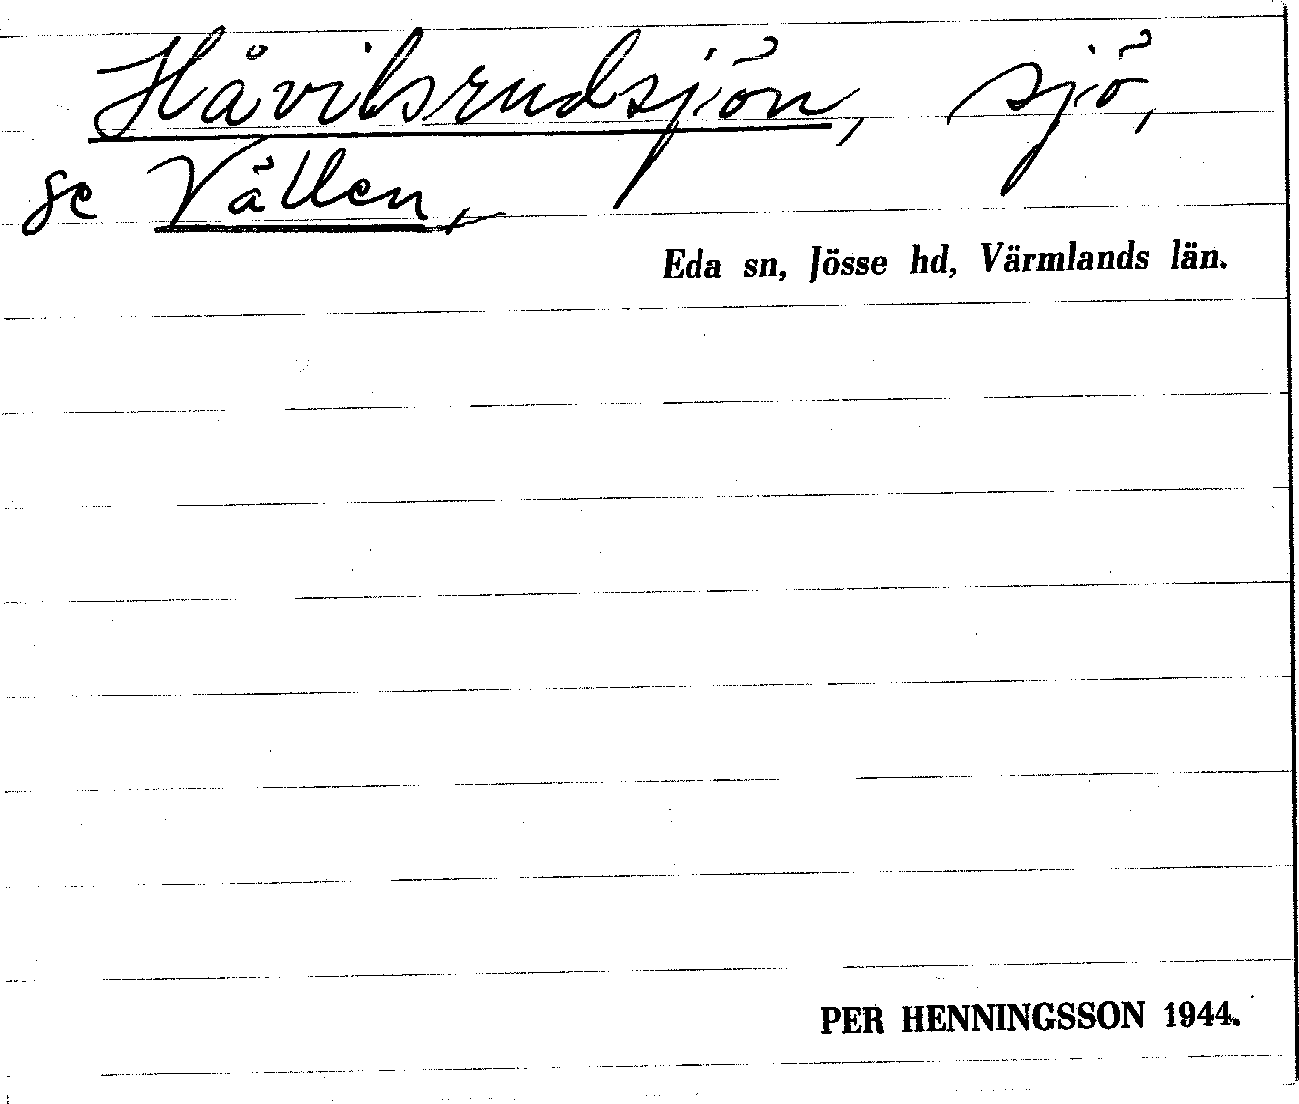 Håvilsrudsjön, sjö,
se Vållen,
Eda sn, Jösse hd, Värmlands län.
PER HENNINGSSON 1944.